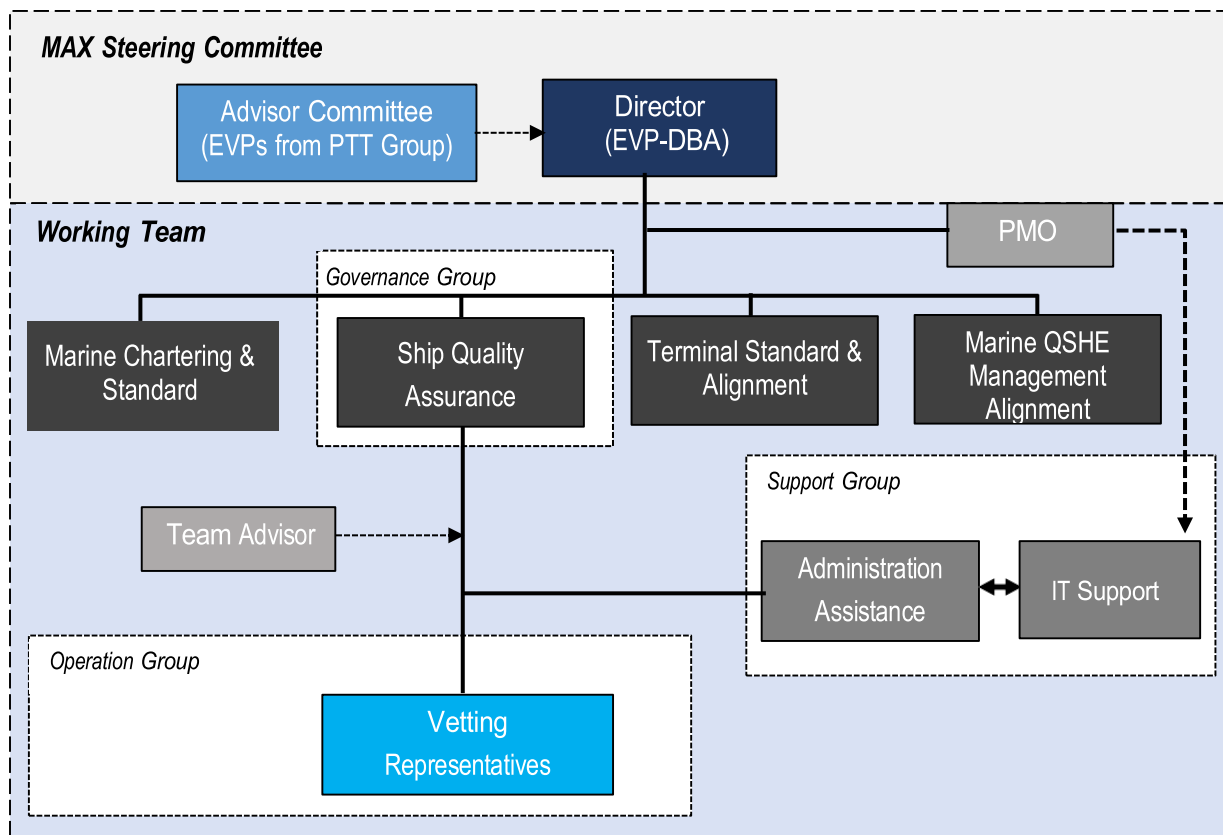 MAX Steering Committee
Advisor Committee
(EVPs from PTT Group)
Director
(EVP-DBA)
Working Team
PMO
Governance Group
Marine Chartering &
Standard
Ship Quality
Assurance
Terminal Standard &
Alignment
Marine QSHE
Management
Alignment
Support Group
Team Advisor
Administration
Assistance
IT Support
Operation Group
Vetting
Representatives